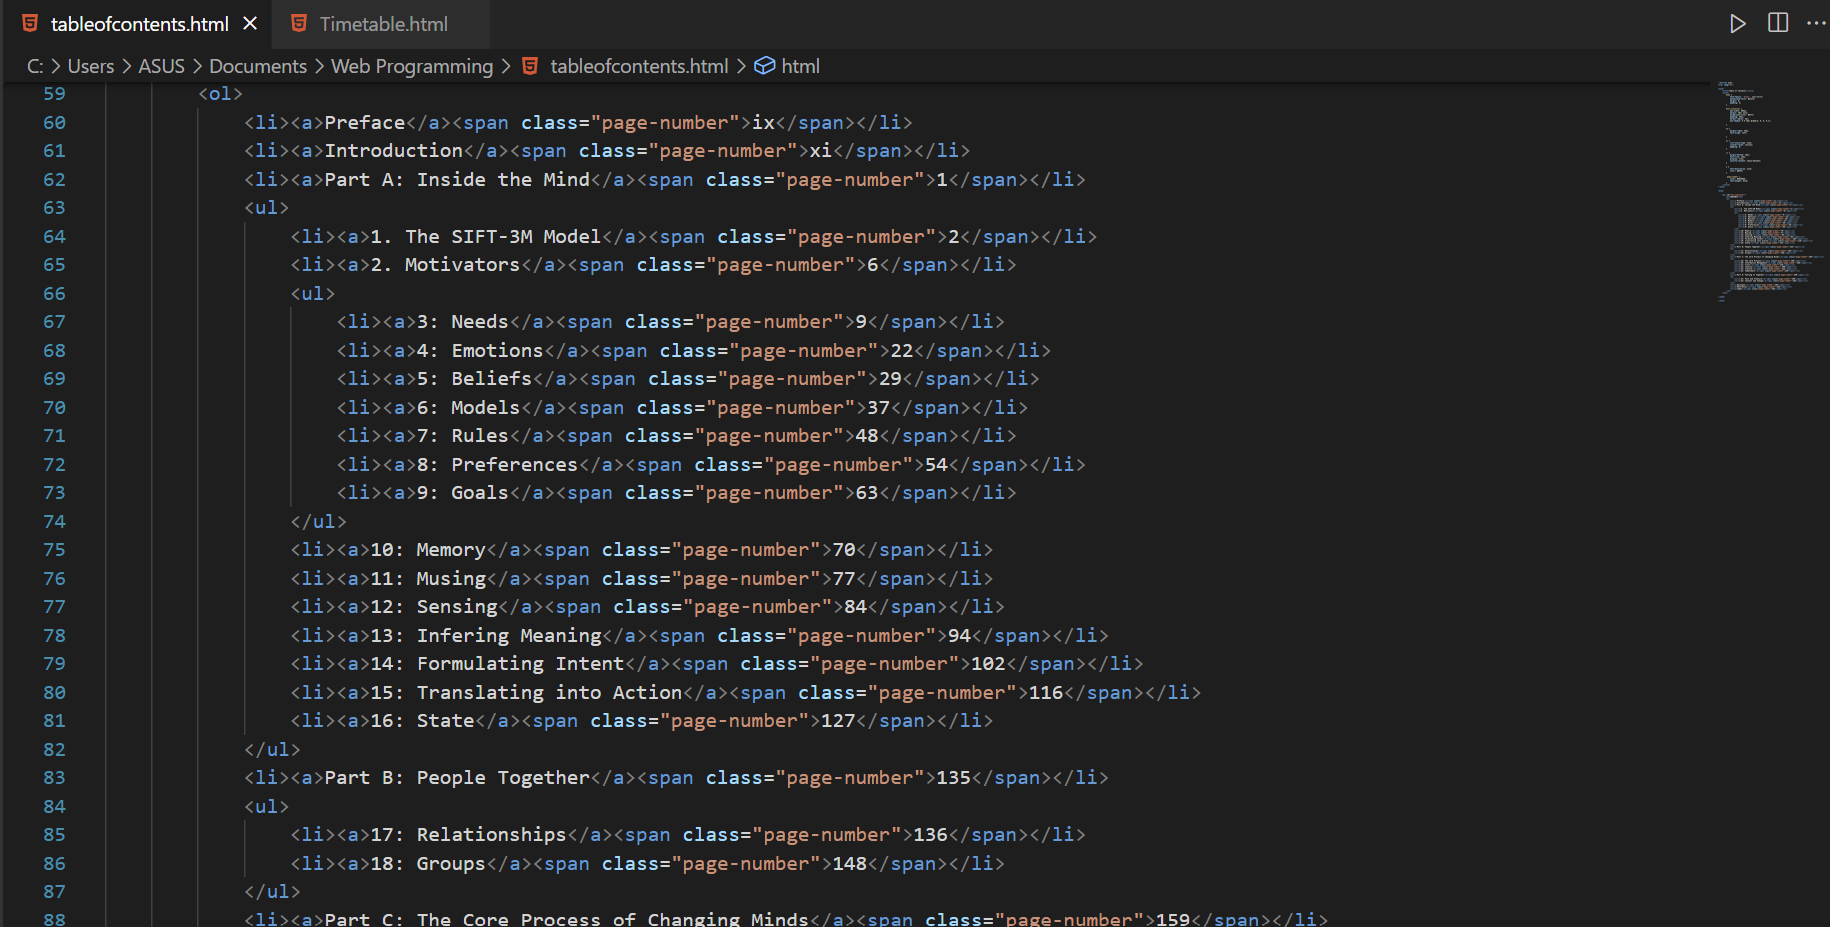 tableofcontents.html
Timetable.html
C: > Users > ASUS > Documents > Web Programming > tableofcontents.html > html
59 <ol>
60 <li><a>Preface</a><span class="page-number">ix</span></li>
61 <li><a>Introduction</a><span class="page-number">xi</span></li>
62 <li><a>Part A: Inside the Mind</a><span class="page-number">1</span></li>
63 <ul>
64 <li><a>1. The SIFT-3M Model</a><span class="page-number">2</span></li>
65 <li><a>2. Motivators</a><span class="page-number">6</span></li>
66 <ul>
67 <li><a>3: Needs</a><span class="page-number">9</span></li>
68 <li><a>4: Emotions</a><span class="page-number">22</span></li>
69 <li><a>5: Beliefs</a><span class="page-number">29</span></li>
70 <li><a>6: Models</a><span class="page-number">37</span></li>
71 <li><a>7: Rules</a><span class="page-number">48</span></li>
72 <li><a>8: Preferences</a><span class="page-number">54</span></li>
73 <li><a>9: Goals</a><span class="page-number">63</span></li>
74 </ul>
75 <li><a>10: Memory</a><span class="page-number">70</span></li>
76 <li><a>11: Musing</a><span class="page-number">77</span></li>
77 <li><a>12: Sensing</a><span class="page-number">84</span></li>
78 <li><a>13: Infering Meaning</a><span class="page-number">94</span></li>
79 <li><a>14: Formulating Intent</a><span class="page-number">102</span></li>
80 <li><a>15: Translating into Action</a><span class="page-number">116</span></li>
81 <li><a>16: State</a><span class="page-number">127</span></li>
82 </ul>
83 <li><a>Part B: People Together</a><span class="page-number">135</span></li>
84 <ul>
85 <li><a>17: Relationships</a><span class="page-number">136</span></li>
86 <li><a>18: Groups</a><span class="page-number">148</span></li>
87 </ul>
88 <li><a>Part C: The Core Process of Changing Minds</a><span class="page-number">159</span></li>